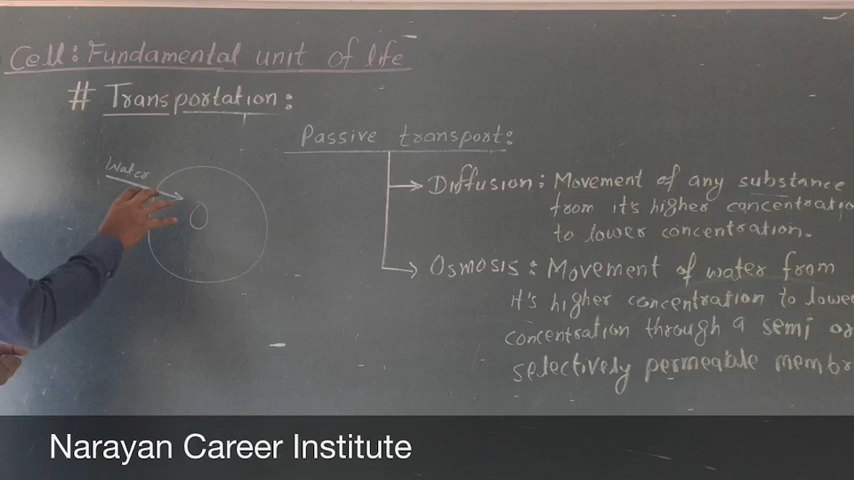 Cell: Fundamental unit of life
# Transportation:
Passive transport:
Water
Diffusion: Movement of any substance
from it's higher concentratio
to lower concentration.
Osmosis: Movement of water from
it's higher concentration to lower
concentration through a semi or
selectively permeable membr
Narayan Career Institute